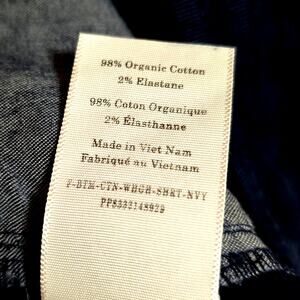 98% Organic Cotton
2% Elastane
98% Coton Organique
2% Élasthanne
Made in Viet Nam
Fabriqué au Vietnam
F-BTM-CTN-WHGH-SHRT-NVY
PP8332148929